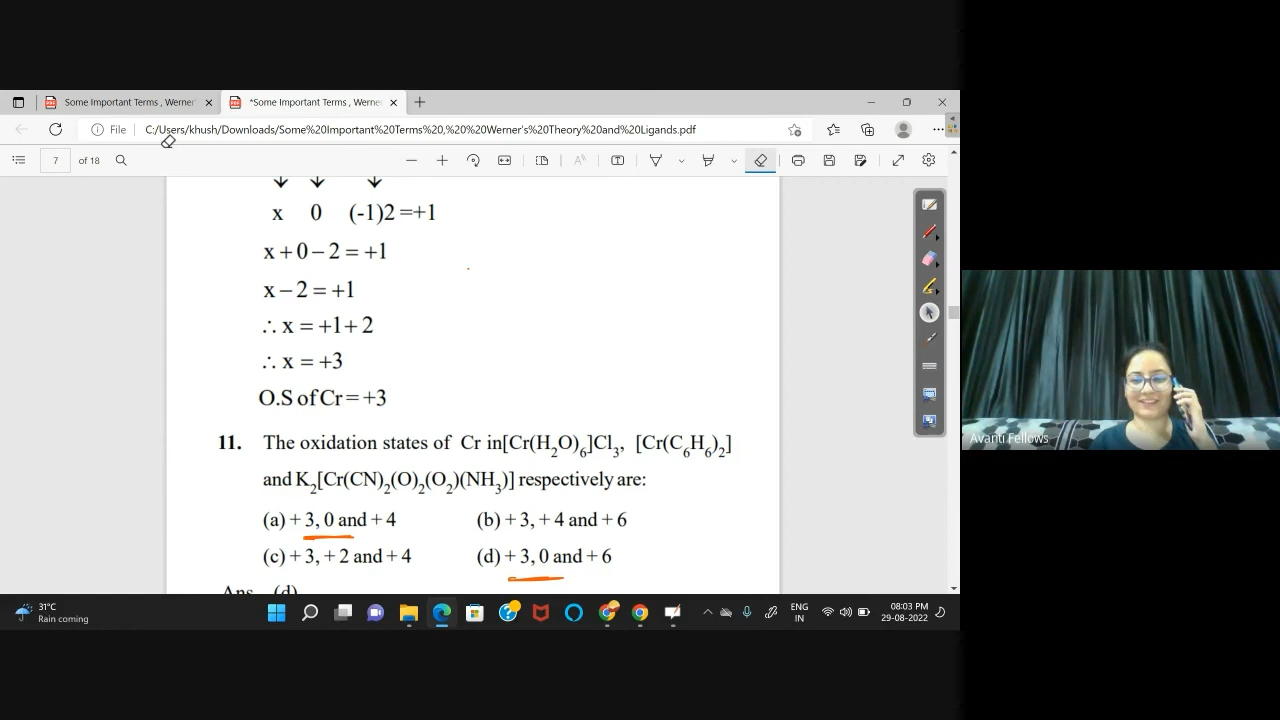 Some Important Terms , Werner
*Some Important Terms , Werne
File
C:/Users/khush/Downloads/Some%20Important%20Terms%20,%20%20Werner's%20Theory%20and%20Ligands.pdf
7 of 18
x 0 (-1)2 =+1
x + 0 − 2 = +1
x − 2 = +1
∴ x = +1 + 2
∴ x = +3
O.S of Cr = +3
11. The oxidation states of Cr in[Cr(H₂O)₆]Cl₃, [Cr(C₆H₆)₂]
and K₂[Cr(CN)₂(O)₂(O₂)(NH₃)] respectively are:
(a) + 3, 0 and + 4 (b) + 3, + 4 and + 6
(c) + 3, + 2 and + 4 (d) + 3, 0 and + 6
Ans. (d)
Avanti Fellows
31°C
Rain coming
ENG
IN
08:03 PM
29-08-2022